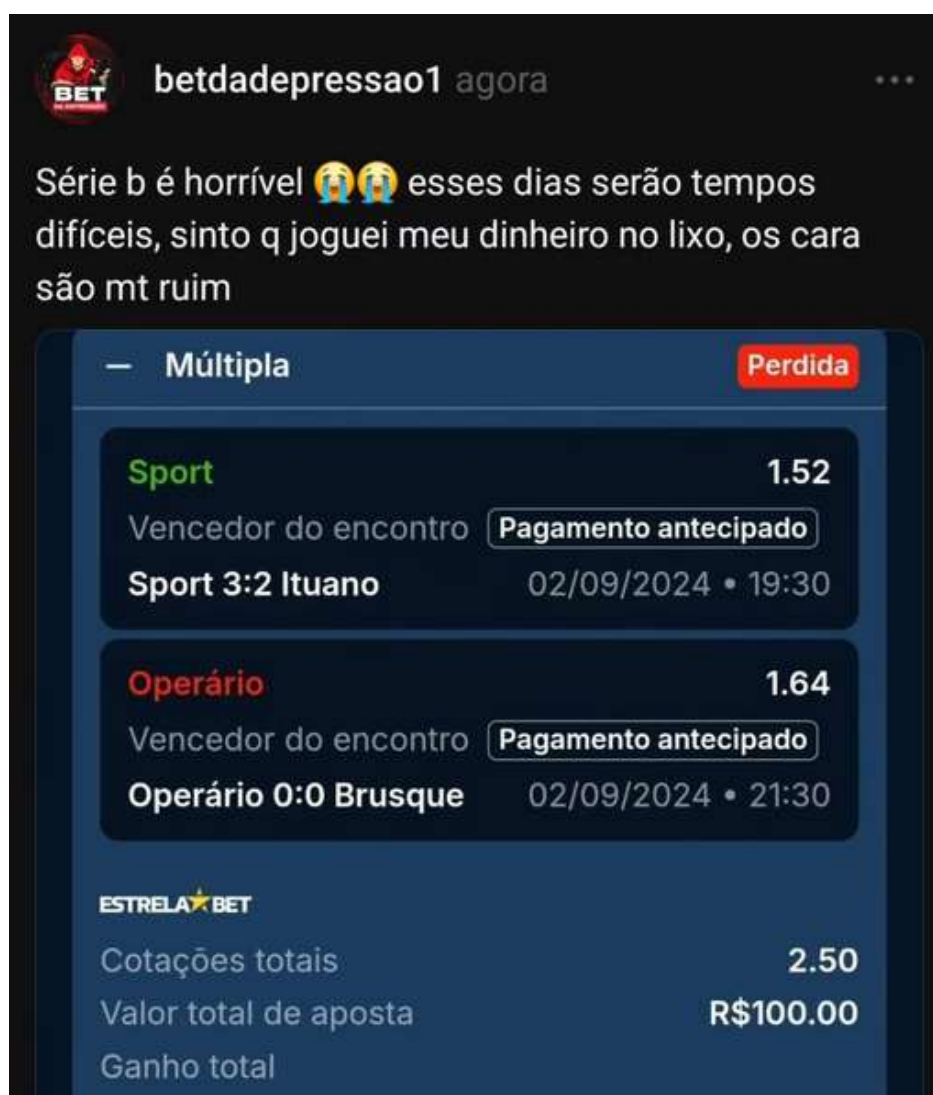 BET
betdadepressao1 agora
Série b é horrível 😭😭 esses dias serão tempos
difíceis, sinto q joguei meu dinheiro no lixo, os cara
são mt ruim
Múltipla Perdida
Sport 1.52
Vencedor do encontro Pagamento antecipado
Sport 3:2 Ituano 02/09/2024 • 19:30
Operário 1.64
Vencedor do encontro Pagamento antecipado
Operário 0:0 Brusque 02/09/2024 • 21:30
ESTRELA BET
Cotações totais 2.50
Valor total de aposta R$100.00
Ganho total